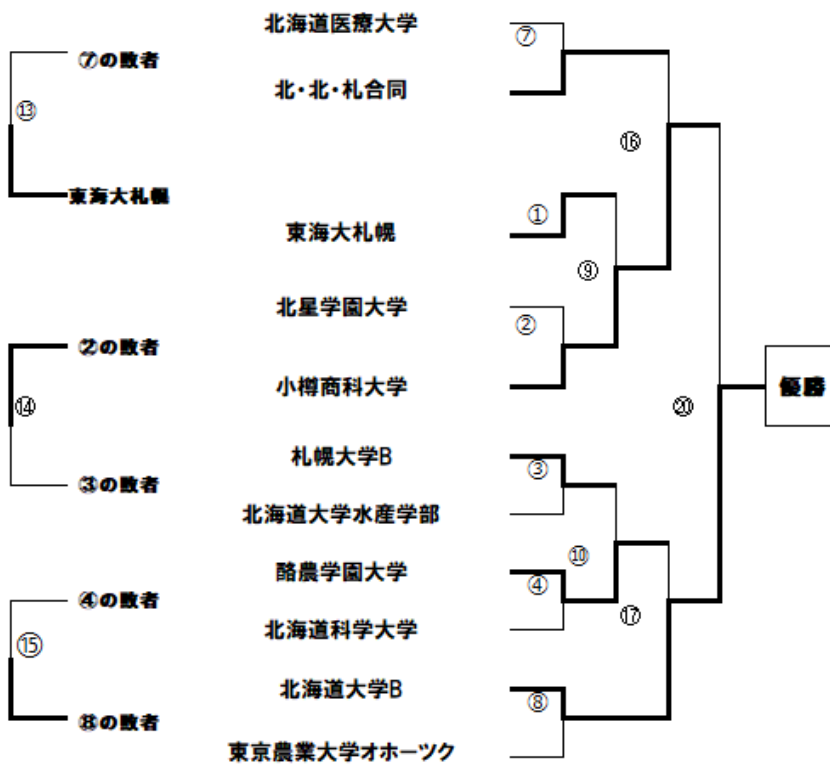 北海道医療大学
⑦
⑦の敗者
北・北・札合同
⑬
⑯
東海大札幌
①
東海大札幌
⑨
北星学園大学
②
②の敗者
小樽商科大学
⑭
⑳
優勝
札幌大学B
③
③の敗者
北海道大学水産学部
⑩
酪農学園大学
④
④の敗者
⑰
北海道科学大学
⑮
北海道大学B
⑧
⑧の敗者
東京農業大学オホーツク